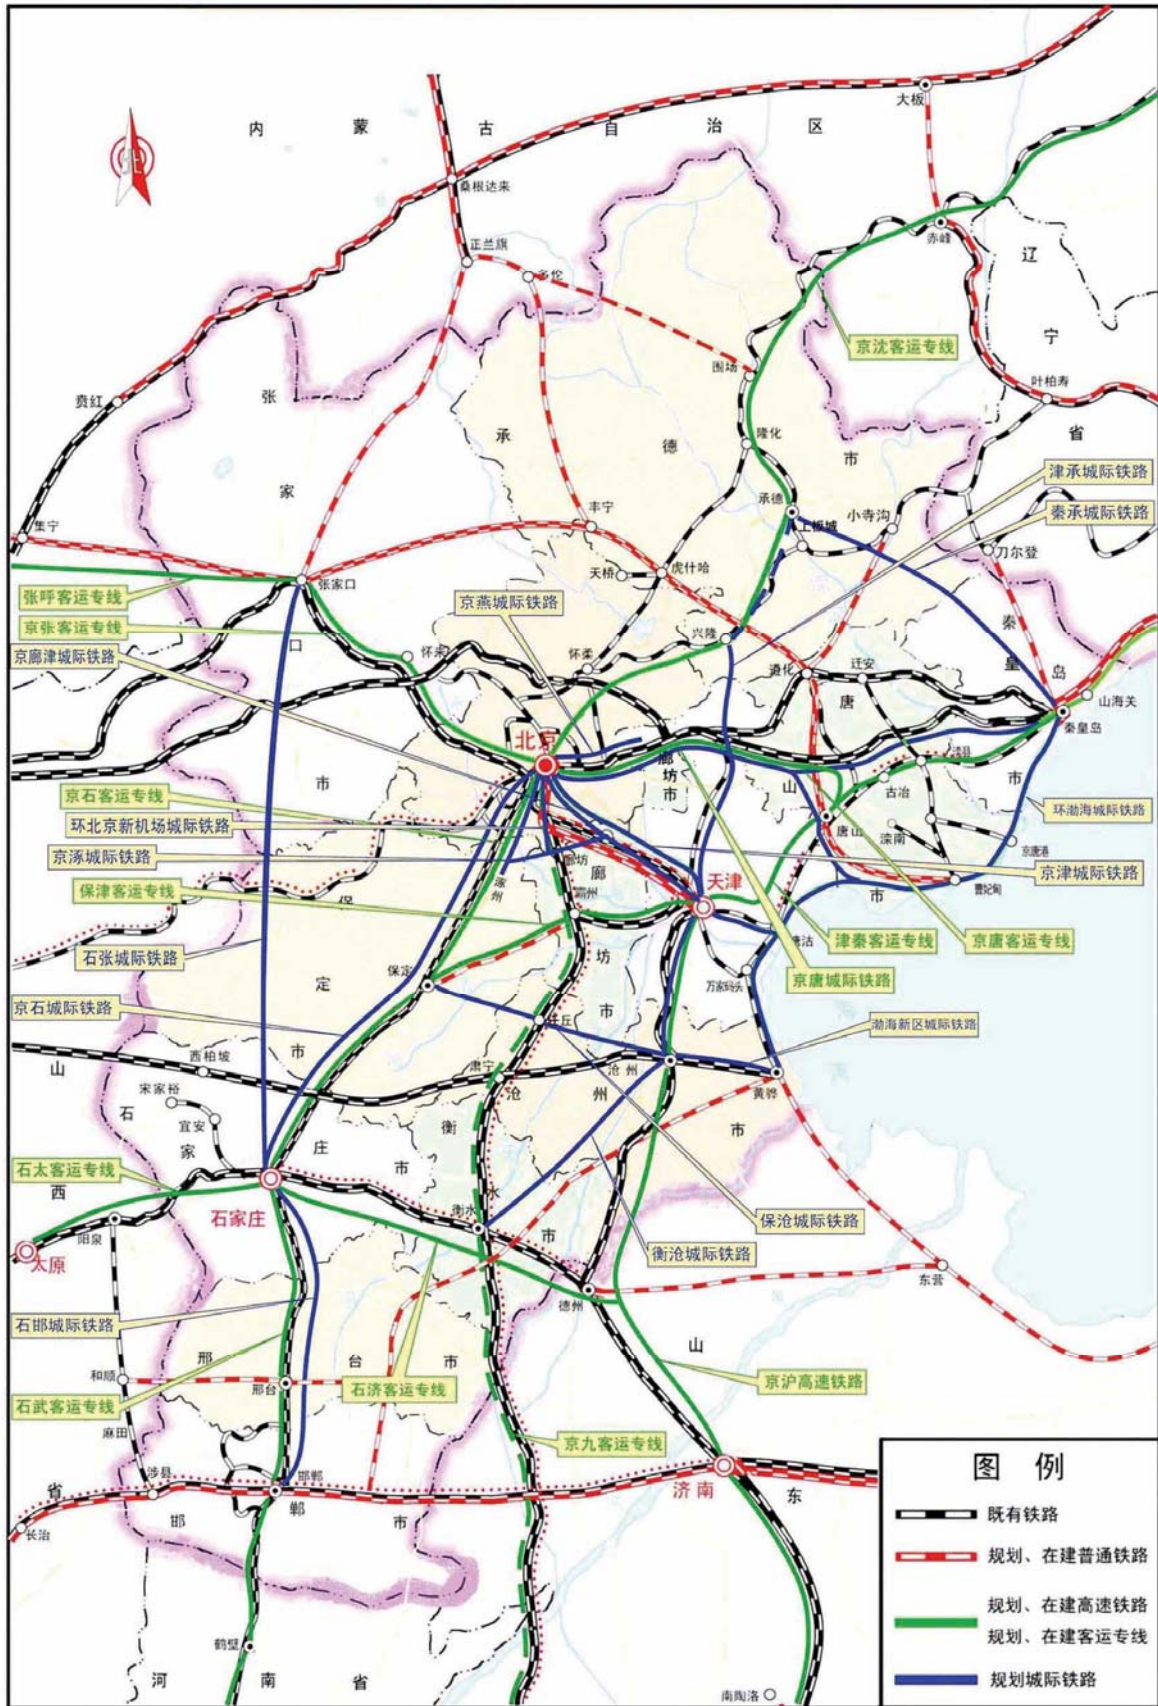 大板
内蒙古自治区
北
桑根达来
正兰旗
多伦
赤峰
辽宁省
京沈客运专线
围场
叶柏寿
贲红
张家口市
承德市
隆化
津承城际铁路
承德
秦承城际铁路
丰宁
上板城
小寺沟
集宁
刀尔登
张家口
天桥
虎什哈
张呼客运专线
京燕城际铁路
京张客运专线
兴隆
秦皇岛市
京廊津城际铁路
怀来
怀柔
遵化
迁安
山海关
唐山市
秦皇岛
北京
廊坊市
滦县
京石客运专线
古冶
环渤海城际铁路
环北京新机场城际铁路
唐山
滦南
京唐港
京涿城际铁路
廊坊
京津城际铁路
涿州
保津客运专线
霸州
天津
曹妃甸
廊坊市
保定市
塘沽
津秦客运专线
京唐客运专线
石张城际铁路
保定
万家码头
京唐城际铁路
京石城际铁路
任丘
渤海新区城际铁路
山西省
西柏坡
肃宁
沧州
沧州市
宋家裕
黄骅
石家庄市
宜安
衡水市
石太客运专线
石家庄
衡水
保沧城际铁路
阳泉
太原
衡沧城际铁路
东营
德州
石邯城际铁路
山东
邢台市
和顺
邢台
石济客运专线
京沪高速铁路
石武客运专线
麻田
京九客运专线
涉县
邯郸
济南
邯郸市
长治
鹤壁
河南省
南陶洛
图例
既有铁路
规划、在建普通铁路
规划、在建高速铁路
规划、在建客运专线
规划城际铁路